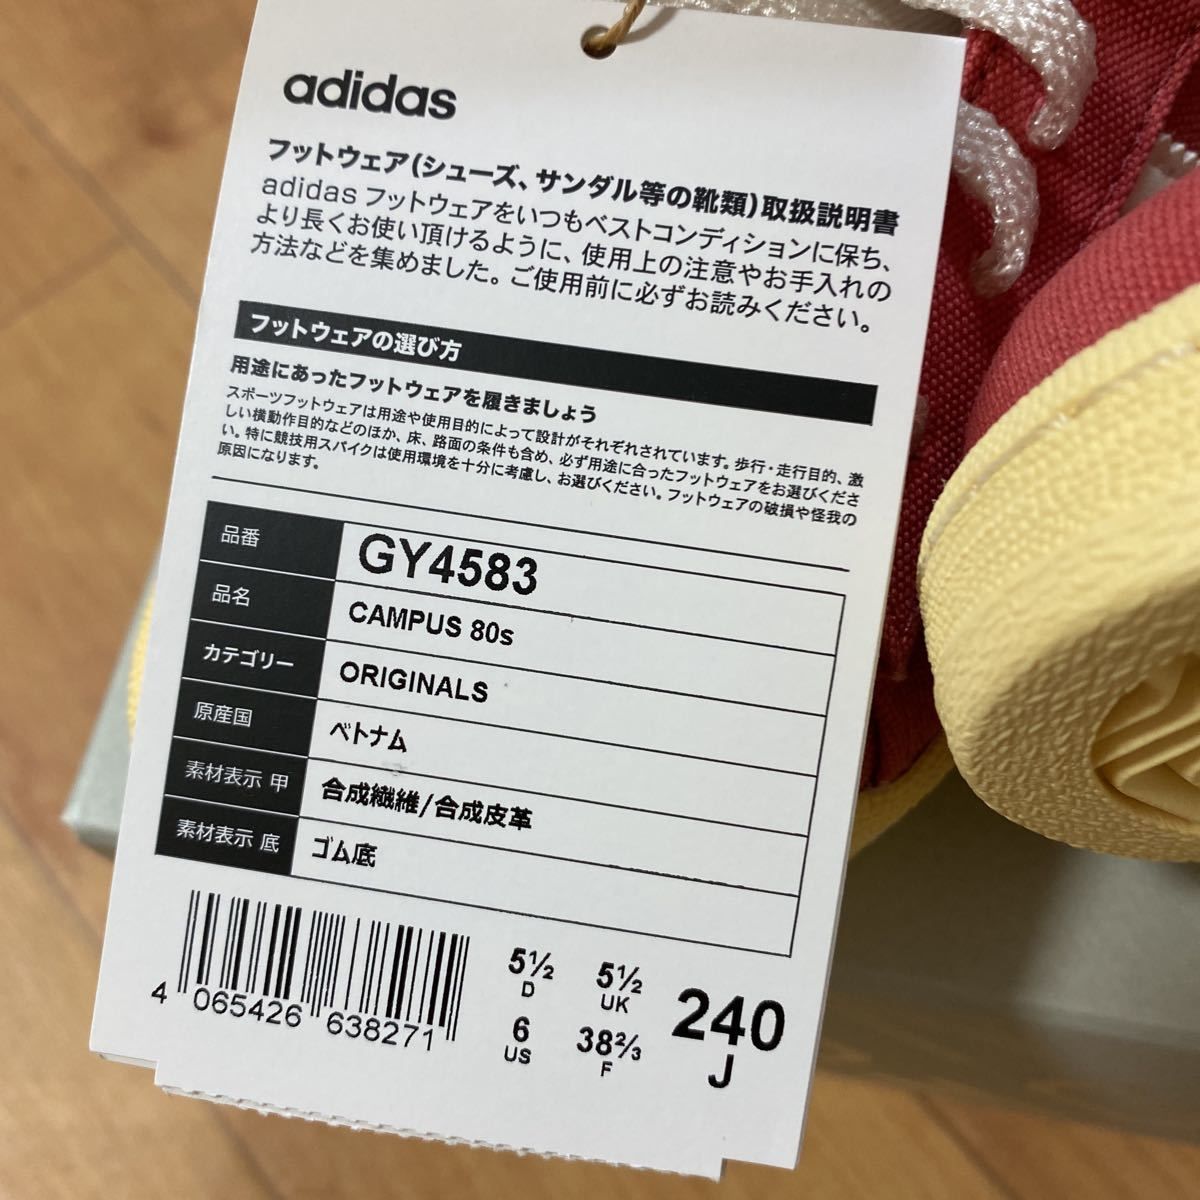 adidas
フットウェア(シューズ、サンダル等の靴類)取扱説明書
adidas フットウェアをいつもベストコンディションに保ち、
より長くお使い頂けるように、使用上の注意やお手入れの
方法などを集めました。ご使用前に必ずお読みください。
フットウェアの選び方
用途にあったフットウェアを履きましょう
スポーツフットウェアは用途や使用目的によって設計がそれぞれされています。歩行・走行目的、激
しい横動作目的などのほか、床、路面の条件も含め、必ず用途に合ったフットウェアをお選びくださ
い。特に競技用スパイクは使用環境を十分に考慮し、お選びください。フットウェアの破損や怪我の
原因になります。
品番 GY4583
品名 CAMPUS 80s
カテゴリー ORIGINALS
原産国 ベトナム
素材表示 甲 合成繊維/合成皮革
素材表示 底 ゴム底
4 065426 638271
5½ D 5½ UK
6 US 38⅔ F
240 J